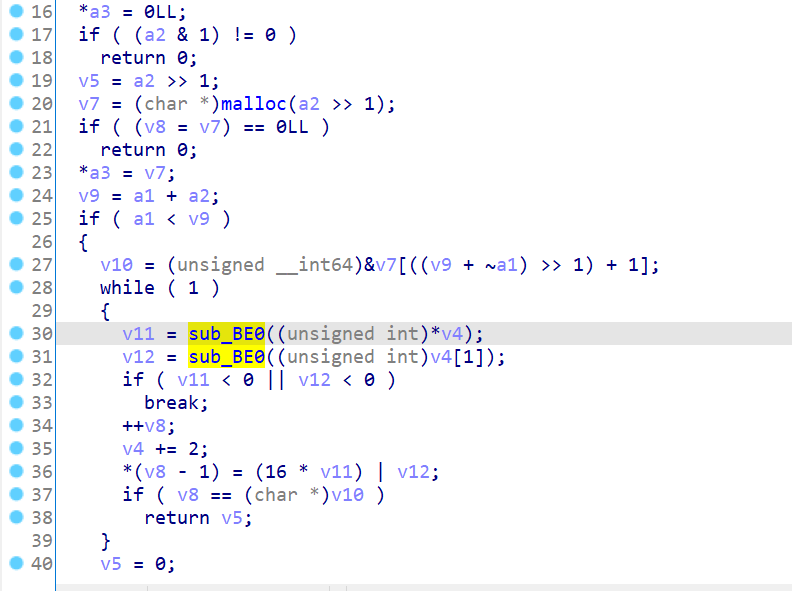 16 *a3 = 0LL;
17 if ( (a2 & 1) != 0 )
18 return 0;
19 v5 = a2 >> 1;
20 v7 = (char *)malloc(a2 >> 1);
21 if ( (v8 = v7) == 0LL )
22 return 0;
23 *a3 = v7;
24 v9 = a1 + a2;
25 if ( a1 < v9 )
26 {
27 v10 = (unsigned __int64)&v7[((v9 + ~a1) >> 1) + 1];
28 while ( 1 )
29 {
30 v11 = sub_BE0((unsigned int)*v4);
31 v12 = sub_BE0((unsigned int)v4[1]);
32 if ( v11 < 0 || v12 < 0 )
33 break;
34 ++v8;
35 v4 += 2;
36 *(v8 - 1) = (16 * v11) | v12;
37 if ( v8 == (char *)v10 )
38 return v5;
39 }
40 v5 = 0;